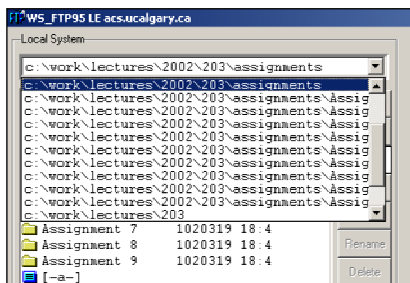 WS_FTP95 LE acs.ucalgary.ca
Local System
c:\work\lectures\2002\203\assignments
c:\work\lectures\2002\203\assignments
c:\work\lectures\2002\203\assignments\Assig
c:\work\lectures\2002\203\assignments\Assig
c:\work\lectures\2002\203\assignments\Assig
c:\work\lectures\2002\203\assignments\Assig
c:\work\lectures\2002\203\assignments\Assig
c:\work\lectures\2002\203\assignments\Assig
c:\work\lectures\2002\203\assignments\Assig
c:\work\lectures\2002\203\assignments\Assig
c:\work\lectures\2002\203\assignments\Assig
c:\work\lectures\203
Assignment 7 1020319 18:4
Assignment 8 1020319 18:4
Rename
Assignment 9 1020319 18:4
[-a-]
Delete